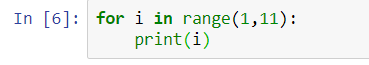 In [6]: for i in range(1,11):
    print(i)